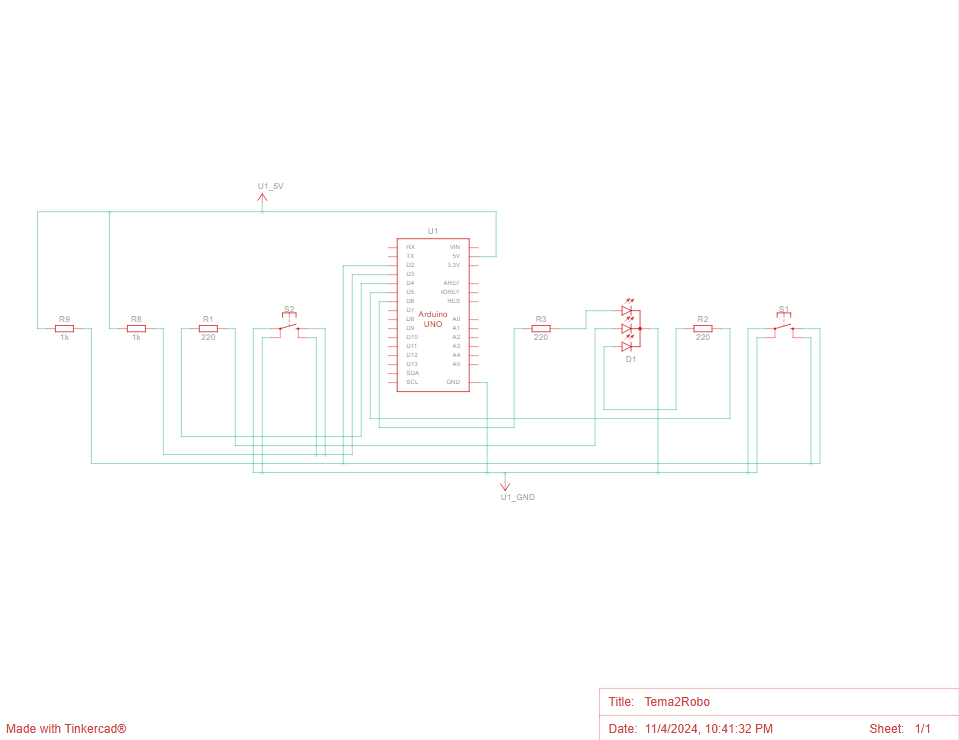 U1_5V
U1
RX VIN
TX 5V
D2 3.3V
D3
D4 AREF
D5 IOREF
D6 RES
D7
D8 A0
D9 A1
D10 A2
D11 A3
D12 A4
D13 A5
SDA
SCL GND
Arduino
UNO
R9
1k
R8
1k
R1
220
S2
R3
220
D1
R2
220
S1
U1_GND
Title: Tema2Robo
Made with Tinkercad®
Date: 11/4/2024, 10:41:32 PM Sheet: 1/1